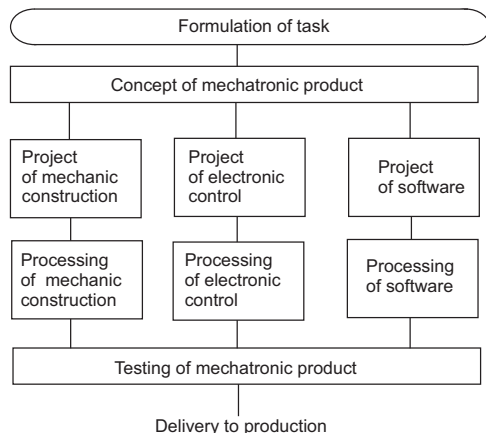 Formulation of task
Concept of mechatronic product
Project
of mechanic
construction
Project
of electronic
control
Project
of software
Processing
of mechanic
construction
Processing
of electronic
control
Processing
of software
Testing of mechatronic product
Delivery to production